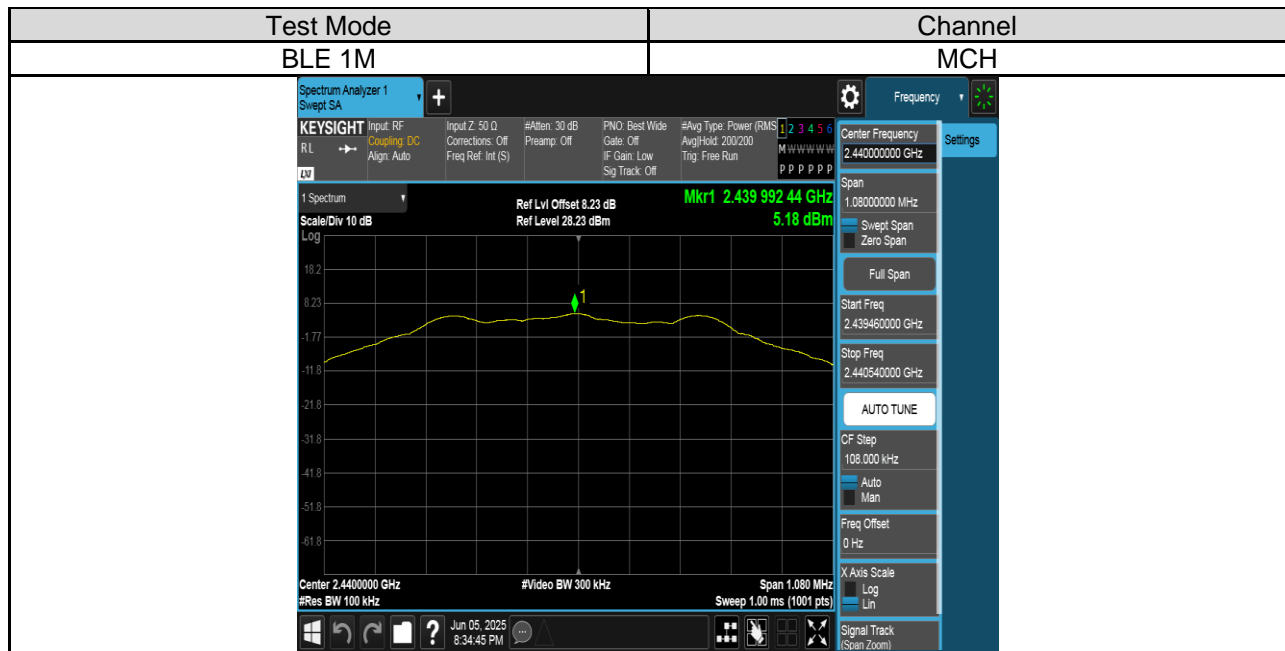 Test Mode
Channel
BLE 1M
MCH
Spectrum Analyzer 1
Swept SA
+
Frequency
KEYSIGHT
RL
LXI
Input: RF
Coupling: DC
Align: Auto
Input Z: 50 Ω
Corrections: Off
Freq Ref: Int (S)
#Atten: 30 dB
Preamp: Off
PNO: Best Wide
Gate: Off
IF Gain: Low
Sig Track: Off
#Avg Type: Power (RMS
Avg|Hold: 200/200
Trig: Free Run
1 2 3 4 5 6
M W W W W W
P P P P P P
Center Frequency
2.440000000 GHz
Settings
1 Spectrum
Scale/Div 10 dB
Ref Lvl Offset 8.23 dB
Ref Level 28.23 dBm
Mkr1 2.439 992 44 GHz
5.18 dBm
Log
18.2
8.23
-1.77
-11.8
-21.8
-31.8
-41.8
-51.8
-61.8
1
Span
1.08000000 MHz
Swept Span
Zero Span
Full Span
Start Freq
2.439460000 GHz
Stop Freq
2.440540000 GHz
AUTO TUNE
CF Step
108.000 kHz
Auto
Man
Freq Offset
0 Hz
X Axis Scale
Log
Lin
Signal Track
(Span Zoom)
Center 2.4400000 GHz
#Res BW 100 kHz
#Video BW 300 kHz
Span 1.080 MHz
Sweep 1.00 ms (1001 pts)
?
Jun 05, 2025
8:34:45 PM